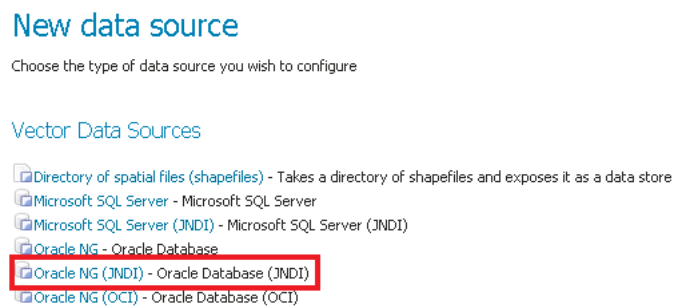 New data source
Choose the type of data source you wish to configure
Vector Data Sources
Directory of spatial files (shapefiles) - Takes a directory of shapefiles and exposes it as a data store
Microsoft SQL Server - Microsoft SQL Server
Microsoft SQL Server (JNDI) - Microsoft SQL Server (JNDI)
Oracle NG - Oracle Database
Oracle NG (JNDI) - Oracle Database (JNDI)
Oracle NG (OCI) - Oracle Database (OCI)